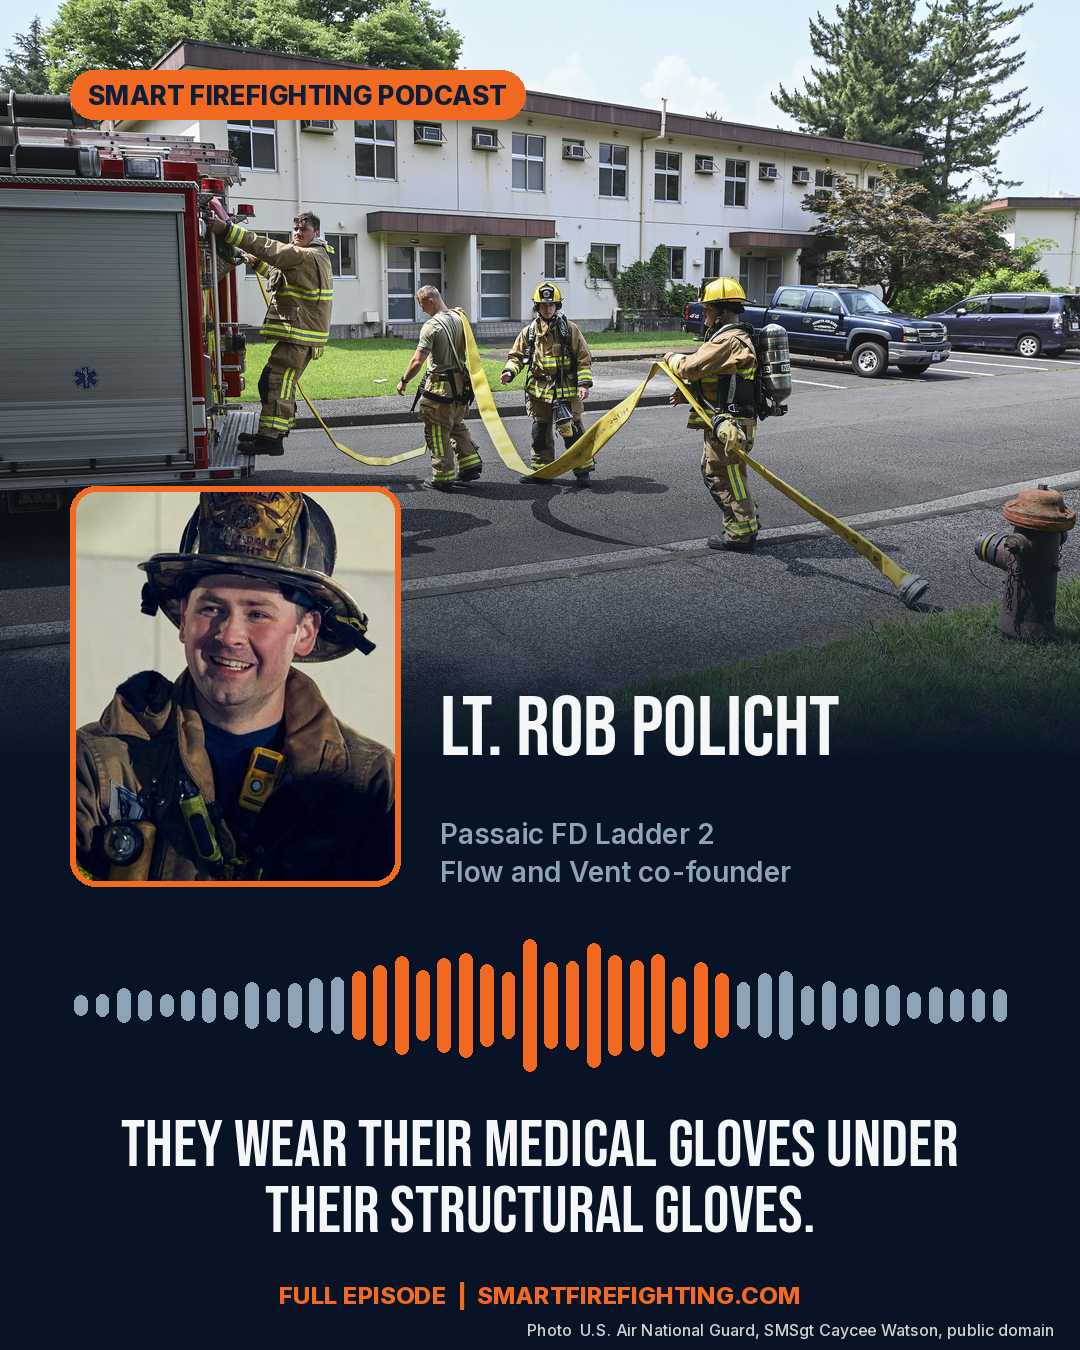 SMART FIREFIGHTING PODCAST
LT. ROB POLICHT
Passaic FD Ladder 2
Flow and Vent co-founder
THEY WEAR THEIR MEDICAL GLOVES UNDER
THEIR STRUCTURAL GLOVES.
FULL EPISODE | SMARTFIREFIGHTING.COM
Photo U.S. Air National Guard, SMSgt Caycee Watson, public domain